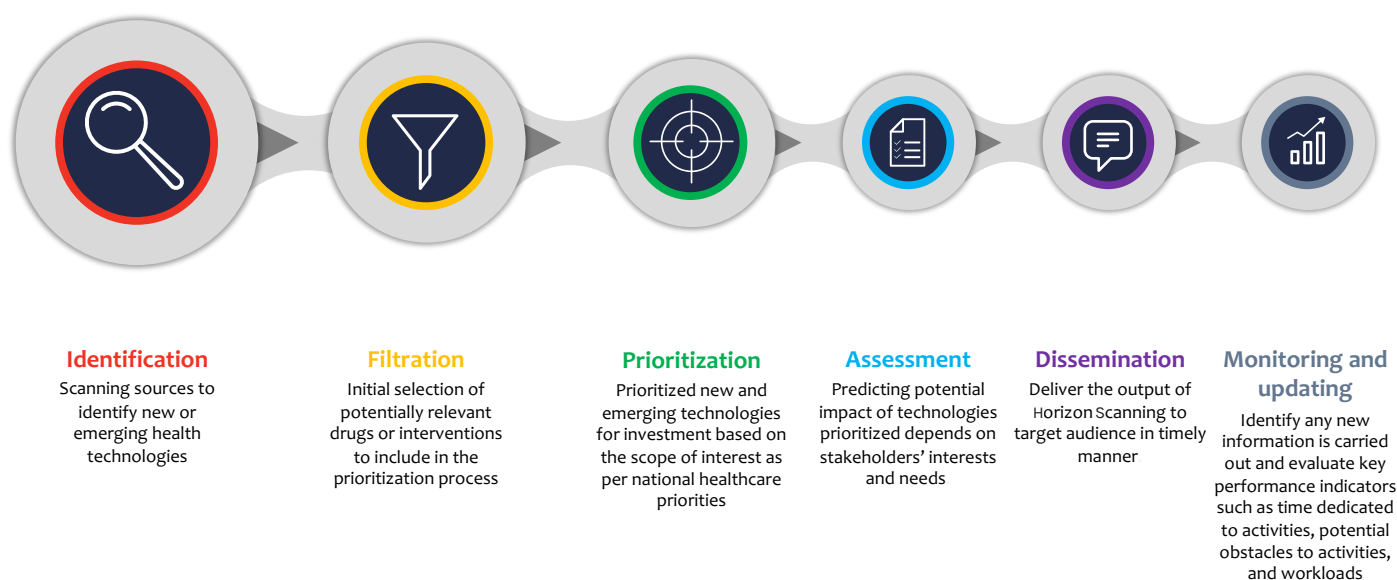 Identification
Scanning sources to
identify new or
emerging health
technologies
Filtration
Initial selection of
potentially relevant
drugs or interventions
to include in the
prioritization process
Prioritization
Prioritized new and
emerging technologies
for investment based on
the scope of interest as
per national healthcare
priorities
Assessment
Predicting potential
impact of technologies
prioritized depends on
stakeholders’ interests
and needs
Dissemination
Deliver the output of
Horizon Scanning to
target audience in timely
manner
Monitoring and
updating
Identify any new
information is carried
out and evaluate key
performance indicators
such as time dedicated
to activities, potential
obstacles to activities,
and workloads